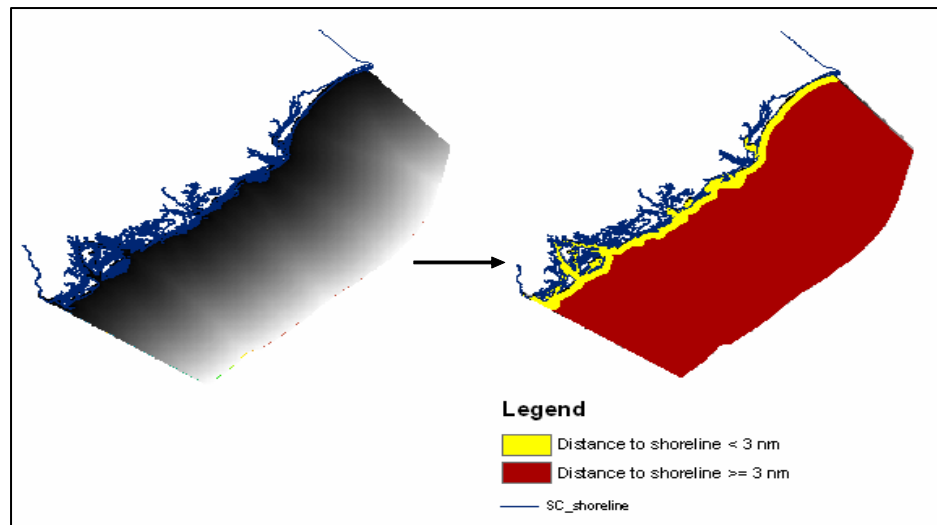 Legend
Distance to shoreline < 3 nm
Distance to shoreline >= 3 nm
SC_shoreline